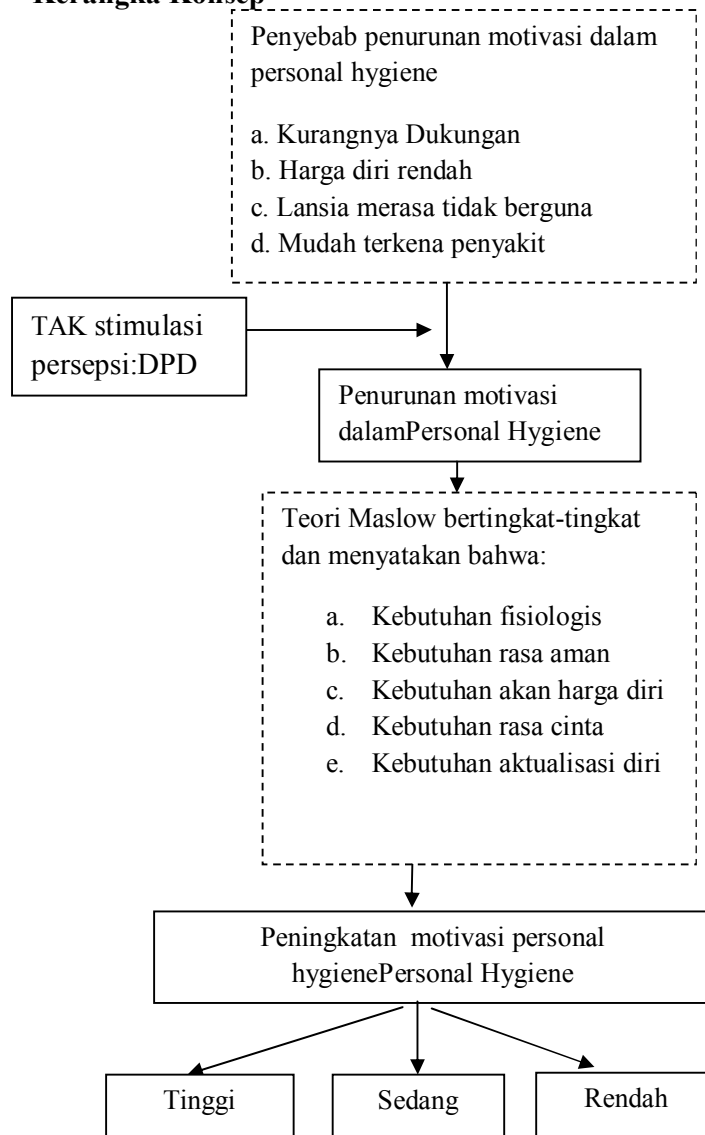 Kerangka Konsep
Penyebab penurunan motivasi dalam
personal hygiene
a. Kurangnya Dukungan
b. Harga diri rendah
c. Lansia merasa tidak berguna
d. Mudah terkena penyakit
TAK stimulasi
persepsi:DPD
Penurunan motivasi
dalamPersonal Hygiene
Teori Maslow bertingkat-tingkat
dan menyatakan bahwa:
a. Kebutuhan fisiologis
b. Kebutuhan rasa aman
c. Kebutuhan akan harga diri
d. Kebutuhan rasa cinta
e. Kebutuhan aktualisasi diri
Peningkatan motivasi personal
hygienePersonal Hygiene
Tinggi
Sedang
Rendah